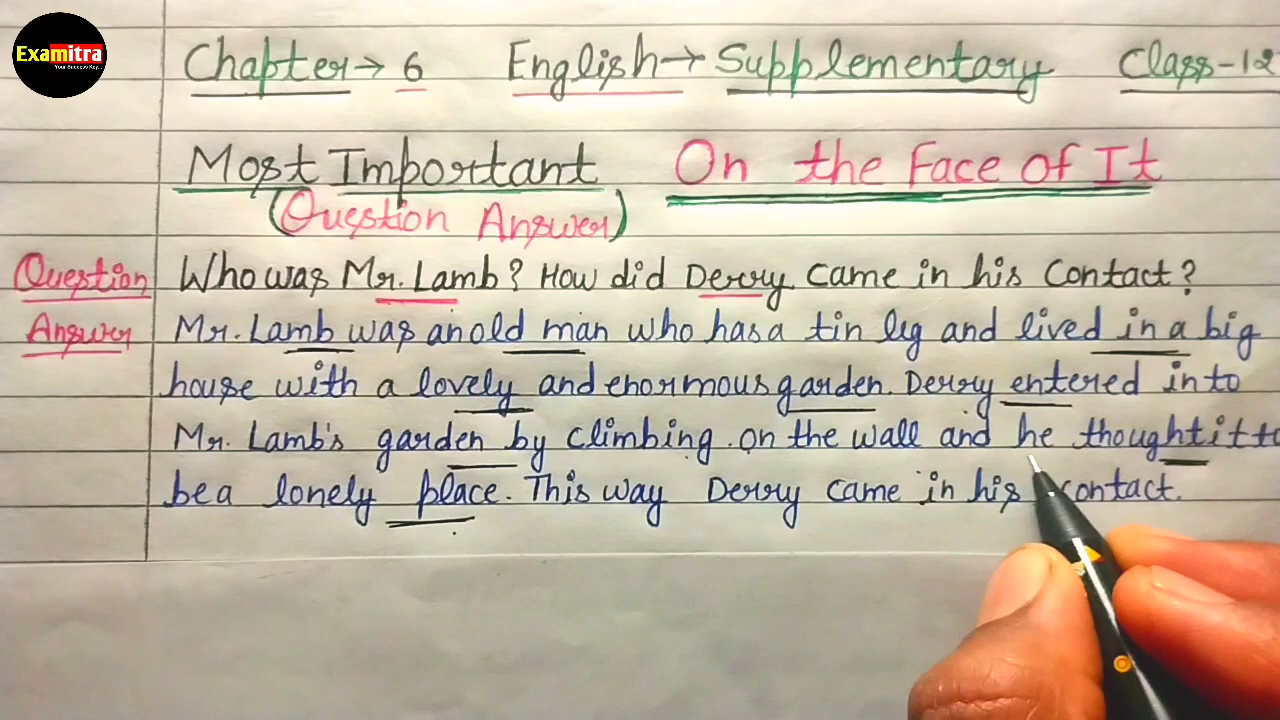 Examitra
Your Success Key...
Chapter → 6 English → Supplementary Class-12
Most Important On the Face of It
(Question Answer)
Question Who was Mr. Lamb? How did Derry came in his contact?
Answer Mr. Lamb was an old man who has a tin leg and lived in a big
house with a lovely and enormous garden. Derry entered into
Mr. Lamb's garden by climbing on the wall and he thought it to
be a lonely place. This way Derry came in his contact.